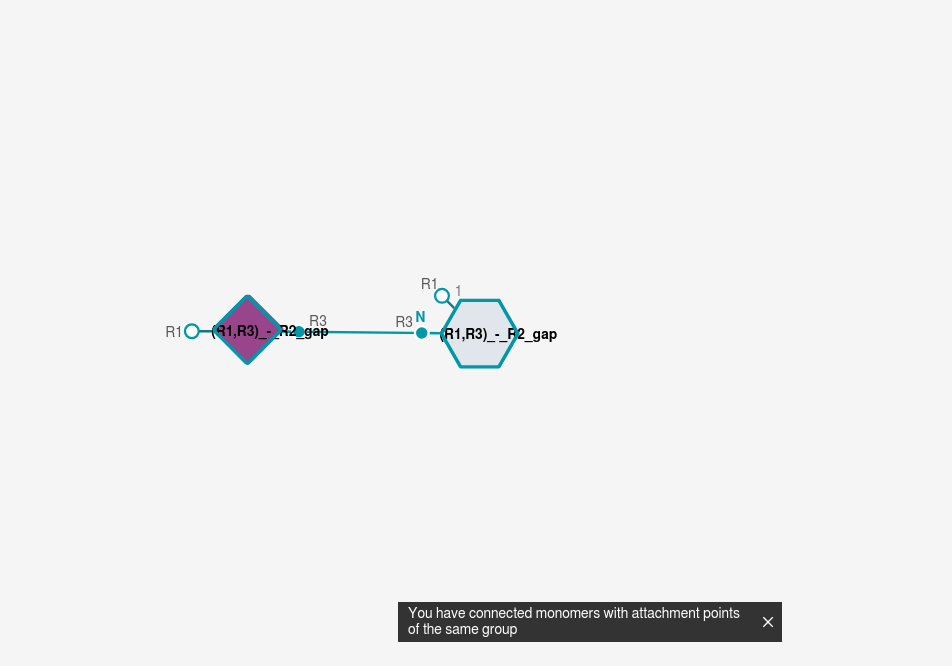 R1
1
R3
N
R3
R1
(R1,R3)_-_R2_gap
(R1,R3)_-_R2_gap
You have connected monomers with attachment points
of the same group